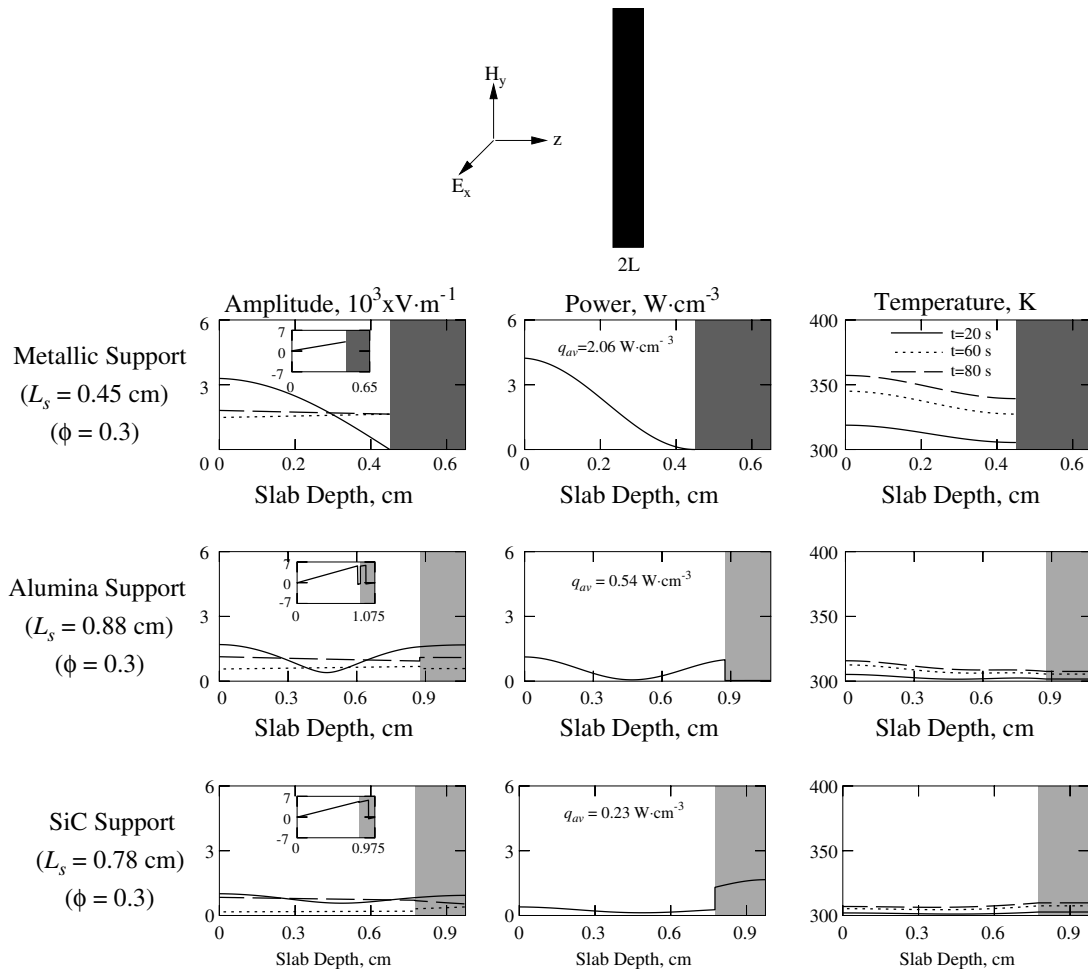 H_y
z
E_x
2L
Amplitude, 10^3xV·m^-1
Power, W·cm^-3
Temperature, K
Metallic Support
(L_s = 0.45 cm)
(ϕ = 0.3)
6
3
0
7
0
-7
0
0.65
0
0.2
0.4
0.6
Slab Depth, cm
q_av=2.06 W·cm^-3
6
3
0
0
0.2
0.4
0.6
Slab Depth, cm
400
350
300
t=20 s
t=60 s
t=80 s
0
0.2
0.4
0.6
Slab Depth, cm
Alumina Support
(L_s = 0.88 cm)
(ϕ = 0.3)
6
3
0
7
0
-7
0
1.075
0
0.3
0.6
0.9
Slab Depth, cm
q_av = 0.54 W·cm^-3
6
3
0
0
0.3
0.6
0.9
Slab Depth, cm
400
350
300
0
0.3
0.6
0.9
Slab Depth, cm
SiC Support
(L_s = 0.78 cm)
(ϕ = 0.3)
6
3
0
7
0
-7
0
0.975
0
0.3
0.6
0.9
Slab Depth, cm
q_av = 0.23 W·cm^-3
6
3
0
0
0.3
0.6
0.9
Slab Depth, cm
400
350
300
0
0.3
0.6
0.9
Slab Depth, cm